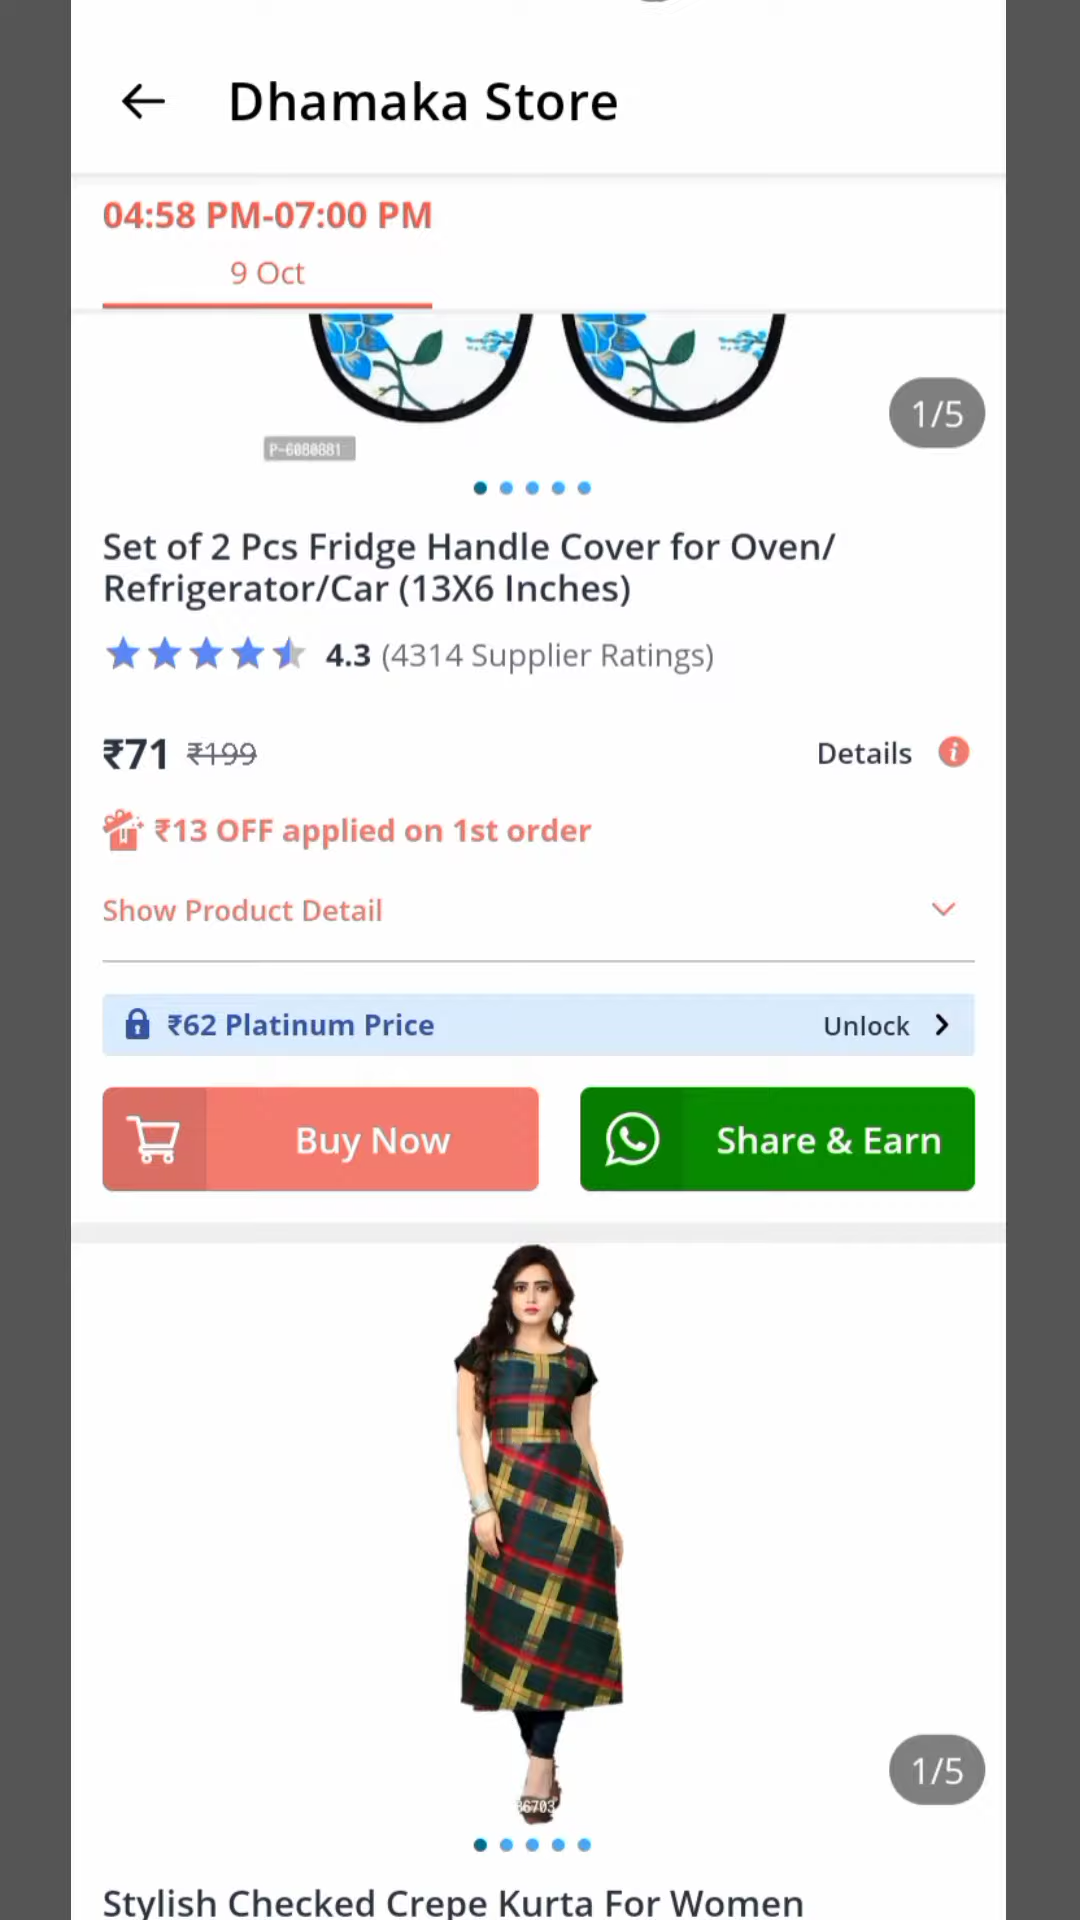 Dhamaka Store
04:58 PM-07:00 PM
9 Oct
1/5
P-6080881
Set of 2 Pcs Fridge Handle Cover for Oven/
Refrigerator/Car (13X6 Inches)
4.3 (4314 Supplier Ratings)
₹71 ₹199
Details
₹13 OFF applied on 1st order
Show Product Detail
₹62 Platinum Price
Unlock
Buy Now
Share & Earn
1/5
Stylish Checked Crepe Kurta For Women